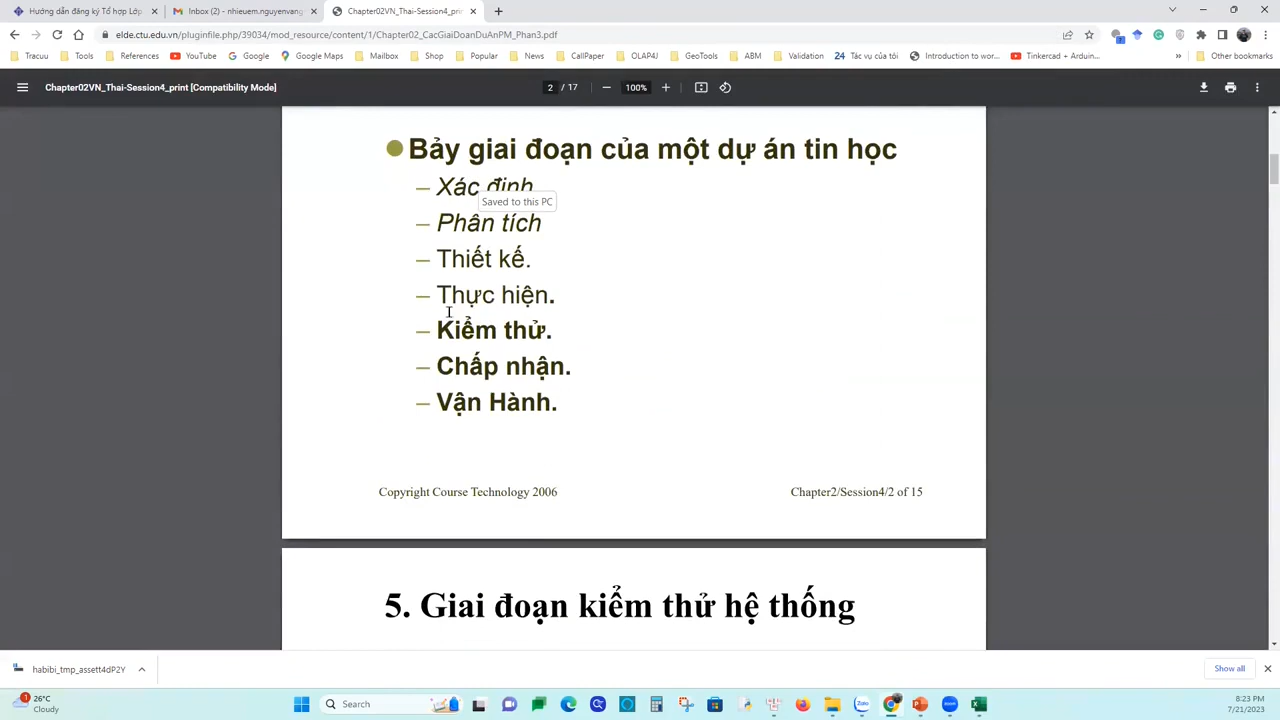 Hướng dẫn đăng ký Tổ hợp Lớp
Inbox (2) - nhieuem.nguyenvang
Chapter02VN_Thai-Session4_print
elde.ctu.edu.vn/pluginfile.php/39034/mod_resource/content/1/Chapter02_CacGiaiDoanDuAnPM_Phan3.pdf
Tracuu Tools References YouTube Google Google Maps Mailbox Shop Popular News CallPaper OLAP4J GeoTools ABM Validation 24 Tác vụ của tôi Introduction to wor... Tinkercad + Arduin... » Other bookmarks
Chapter02VN_Thai-Session4_print [Compatibility Mode] 2 / 17 100%
Bảy giai đoạn của một dự án tin học
– Xác định
Saved to this PC
– Phân tích
– Thiết kế.
– Thực hiện.
– Kiểm thử.
– Chấp nhận.
– Vận Hành.
Copyright Course Technology 2006 Chapter2/Session4/2 of 15
5. Giai đoạn kiểm thử hệ thống
habibi_tmp_assett4dP2Y Show all
1 26°C
Cloudy
Search
8:23 PM
7/21/2023